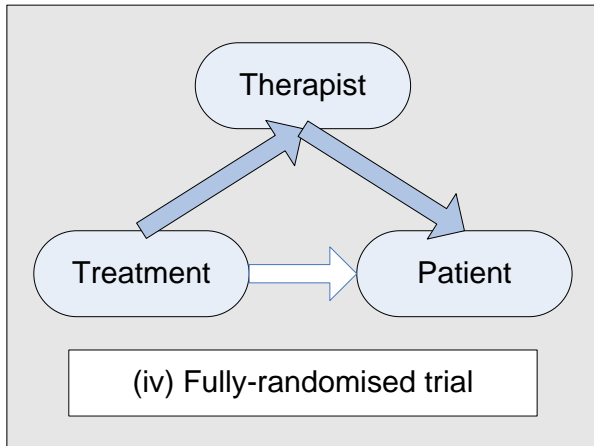 Therapist
Treatment
Patient
(iv) Fully-randomised trial